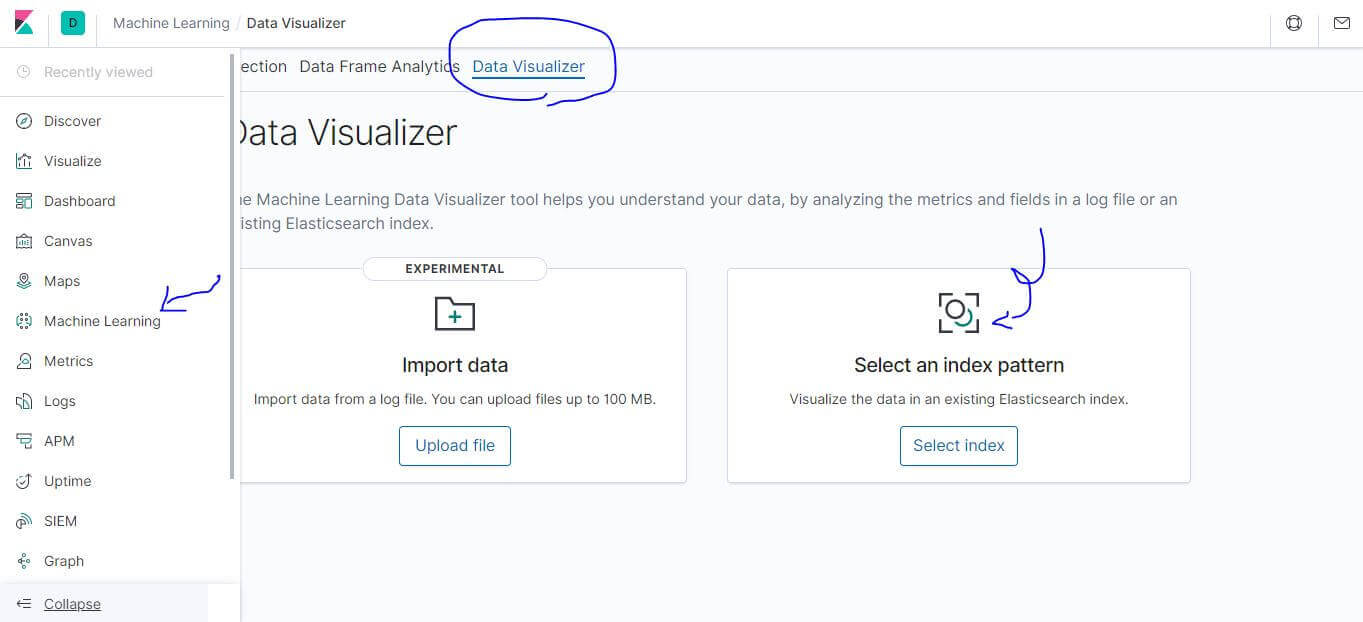 D Machine Learning / Data Visualizer
Recently viewed
Discover
Visualize
Dashboard
Canvas
Maps
Machine Learning
Metrics
Logs
APM
Uptime
SIEM
Graph
Collapse
ection Data Frame Analytics Data Visualizer
Data Visualizer
e Machine Learning Data Visualizer tool helps you understand your data, by analyzing the metrics and fields in a log file or an
isting Elasticsearch index.
EXPERIMENTAL
Import data
Import data from a log file. You can upload files up to 100 MB.
Upload file
Select an index pattern
Visualize the data in an existing Elasticsearch index.
Select index